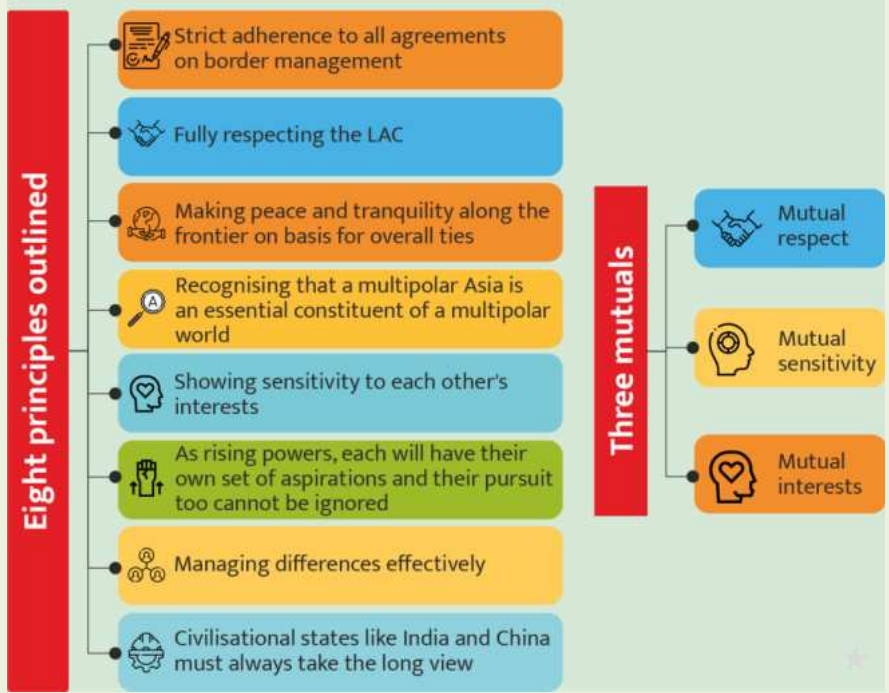 Eight principles outlined
Strict adherence to all agreements
on border management
Fully respecting the LAC
Making peace and tranquility along the
frontier on basis for overall ties
Recognising that a multipolar Asia is
an essential constituent of a multipolar
world
Showing sensitivity to each other's
interests
As rising powers, each will have their
own set of aspirations and their pursuit
too cannot be ignored
Managing differences effectively
Civilisational states like India and China
must always take the long view
Three mutuals
Mutual
respect
Mutual
sensitivity
Mutual
interests